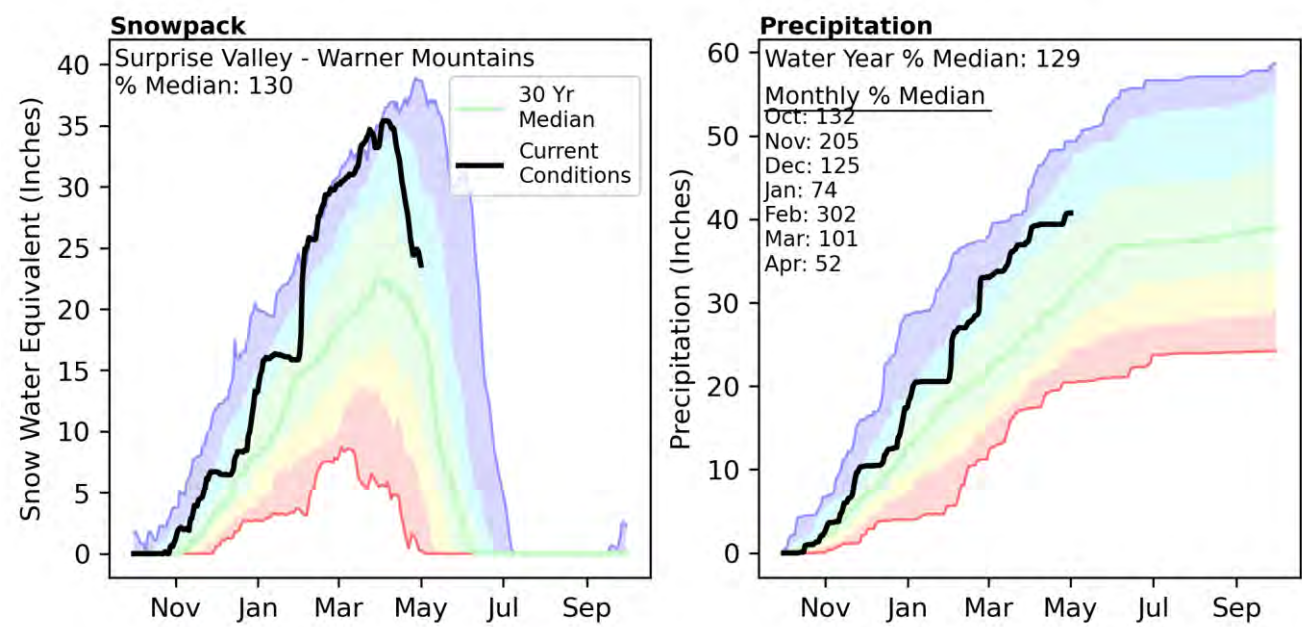 Snowpack
Surprise Valley - Warner Mountains
% Median: 130
30 Yr
Median
Current
Conditions
Snow Water Equivalent (Inches)
40
35
30
25
20
15
10
5
0
Nov
Jan
Mar
May
Jul
Sep
Precipitation
Water Year % Median: 129
Monthly % Median
Oct: 132
Nov: 205
Dec: 125
Jan: 74
Feb: 302
Mar: 101
Apr: 52
Precipitation (Inches)
60
50
40
30
20
10
0
Nov
Jan
Mar
May
Jul
Sep